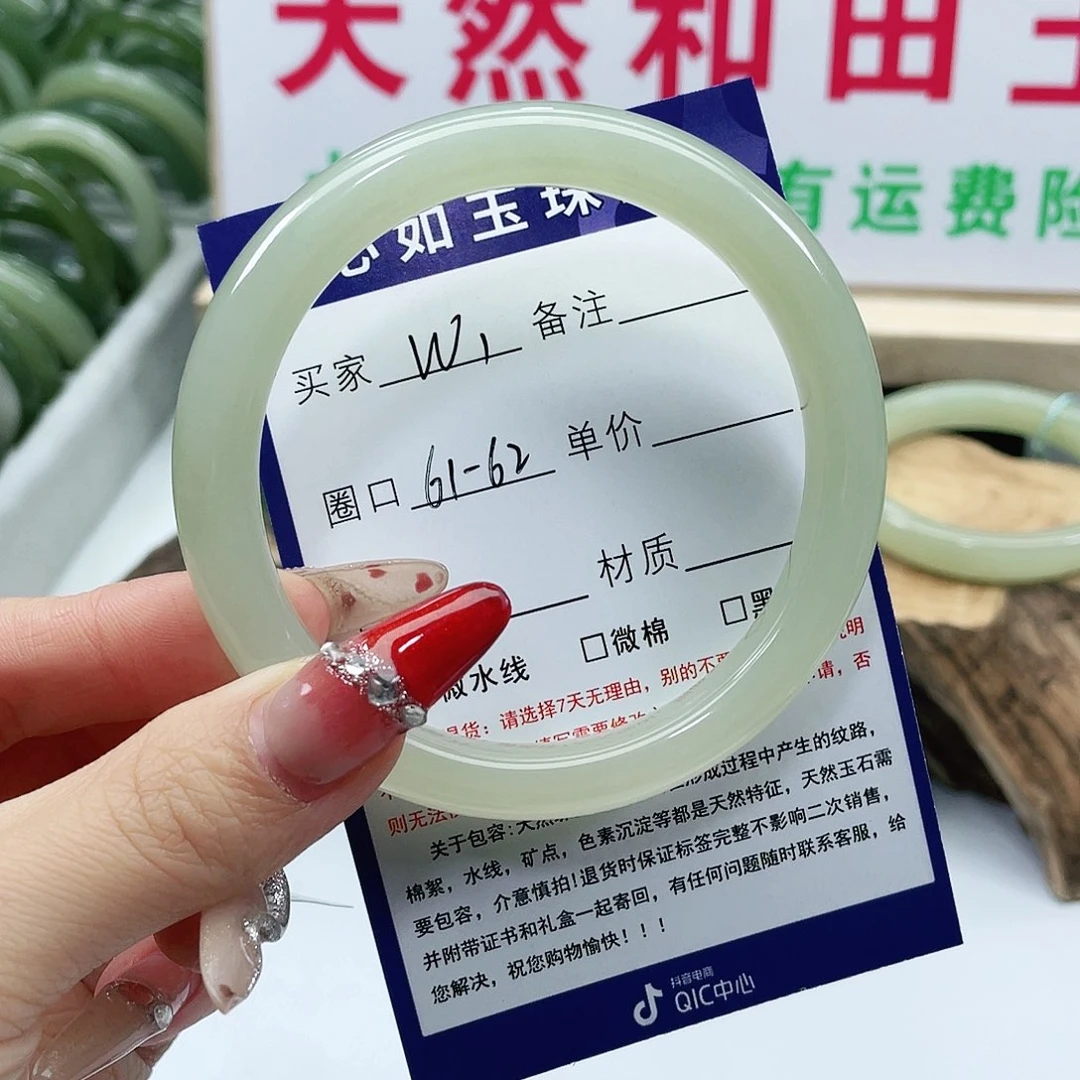 天然和田玉
有运费险
心如玉珠
买家 W1 备注
圈口 61-62 单价
材质
微水线 □微棉 □黑
退货：请选择7天无理由，别的不要
请，否
则无法
形成过程中产生的纹路，
关于包容：天然
棉絮，水线，矿点，色素沉淀等都是天然特征，天然玉石需
要包容，介意慎拍！退货时保证标签完整不影响二次销售，
并附带证书和礼盒一起寄回，有任何问题随时联系客服，给
您解决，祝您购物愉快！！！
抖音电商
QIC中心